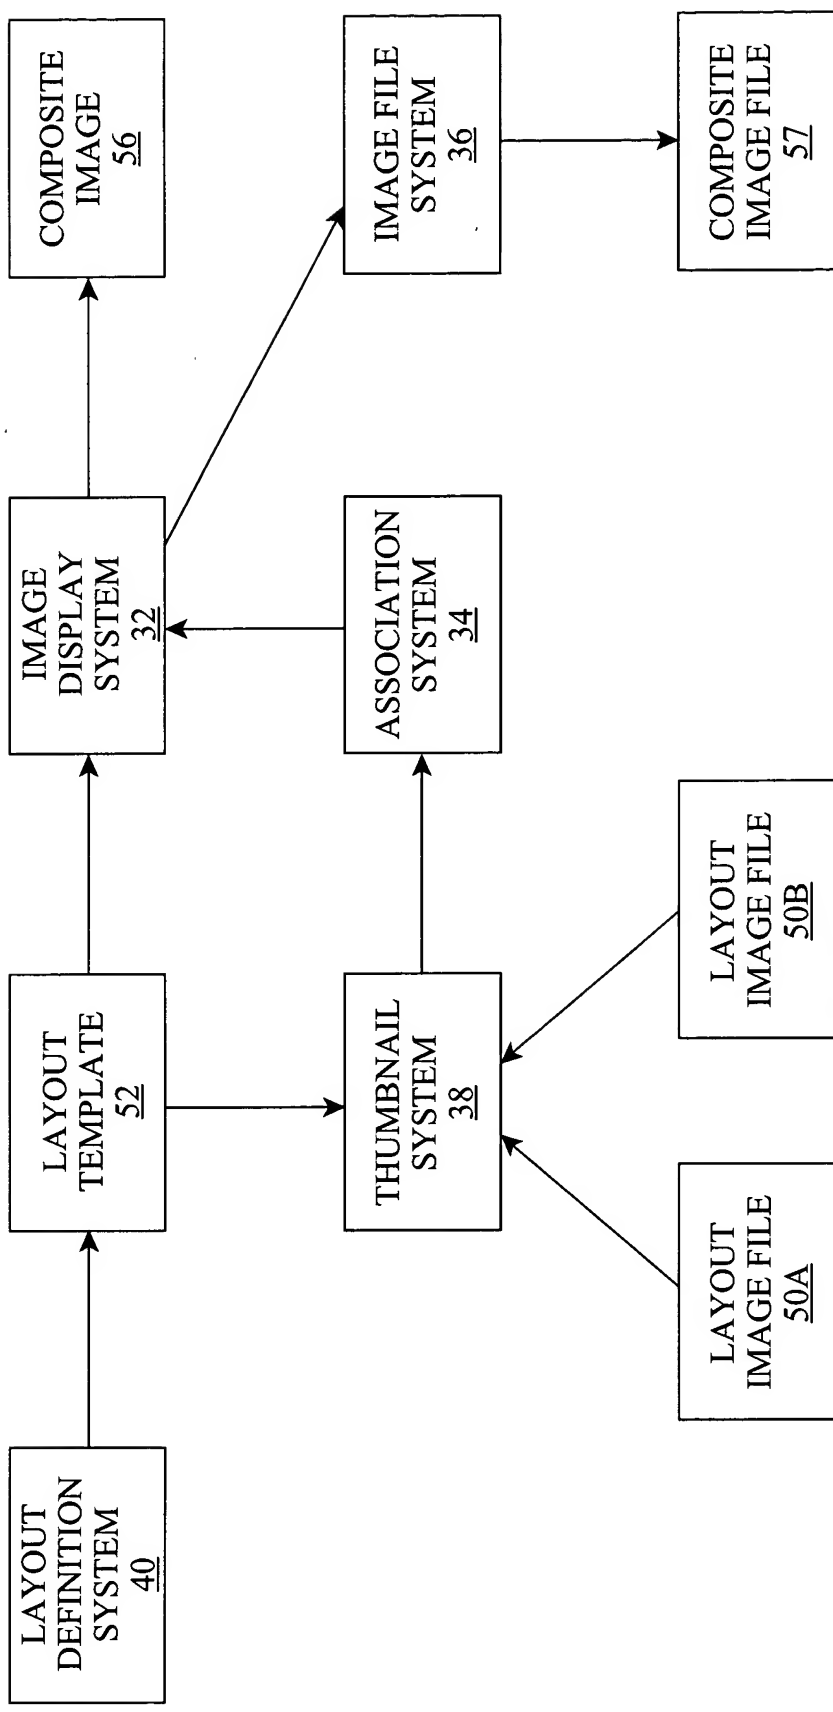 LAYOUT
DEFINITION
SYSTEM
40
LAYOUT
TEMPLATE
52
IMAGE
DISPLAY
SYSTEM
32
COMPOSITE
IMAGE
56
THUMBNAIL
SYSTEM
38
ASSOCIATION
SYSTEM
34
IMAGE FILE
SYSTEM
36
LAYOUT
IMAGE FILE
50A
LAYOUT
IMAGE FILE
50B
COMPOSITE
IMAGE FILE
57